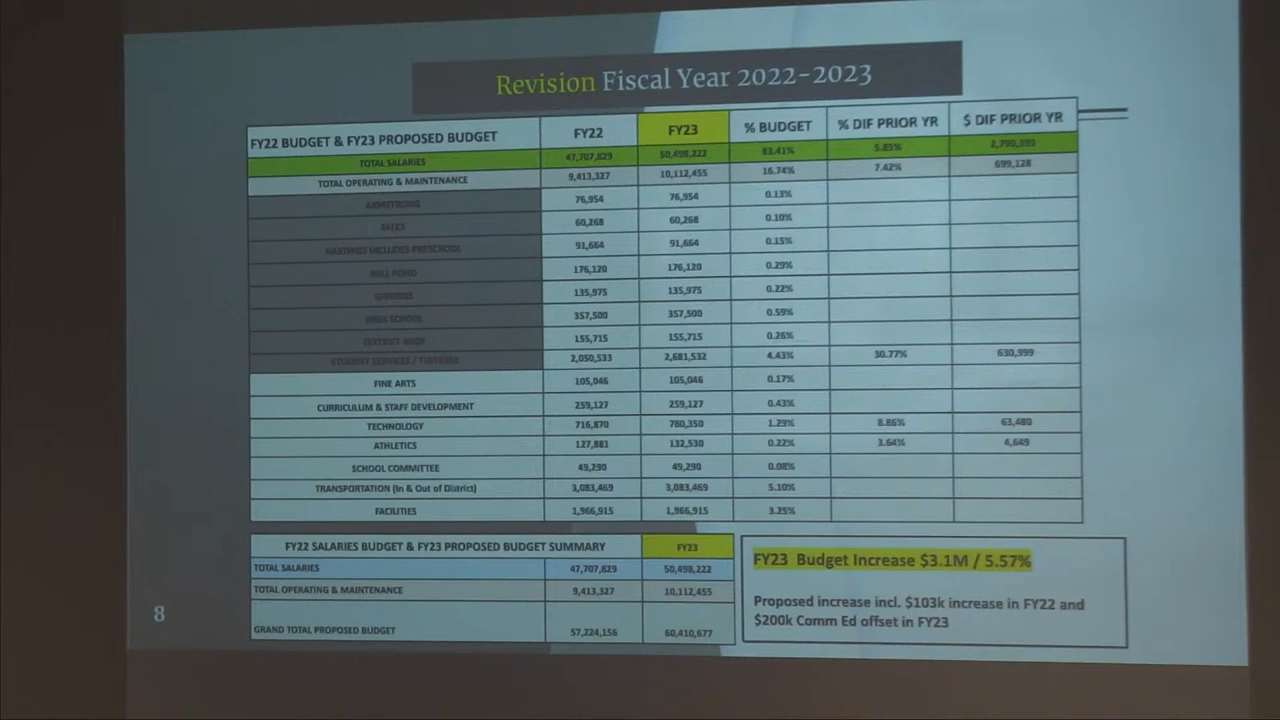 Revision Fiscal Year 2022-2023
FY22 BUDGET & FY23 PROPOSED BUDGET FY22 FY23 % BUDGET % DIF PRIOR YR $ DIF PRIOR YR
TOTAL SALARIES 47,707,829 50,498,222 83.41% 5.85% 2,790,393
TOTAL OPERATING & MAINTENANCE 9,413,327 10,112,455 16.74% 7.42% 699,128
ARMSTRONG 76,954 76,954 0.13%
60,268 60,268 0.10%
HASTINGS INCLUDES PRESCHOOL 91,664 91,664 0.15%
MILL POND 176,120 176,120 0.29%
135,975 135,975 0.22%
HIGH SCHOOL 357,500 357,500 0.59%
DISTRICT WIDE 155,715 155,715 0.26%
STUDENT SERVICES / TUITIONS 2,050,533 2,681,532 4.43% 30.77% 630,999
FINE ARTS 105,046 105,046 0.17%
CURRICULUM & STAFF DEVELOPMENT 259,127 259,127 0.43%
TECHNOLOGY 716,870 780,350 1.29% 8.86% 63,480
ATHLETICS 127,881 132,530 0.22% 3.64% 4,649
SCHOOL COMMITTEE 49,290 49,290 0.08%
TRANSPORTATION (In & Out of District) 3,083,469 3,083,469 5.10%
FACILITIES 1,966,915 1,966,915 3.25%
FY22 SALARIES BUDGET & FY23 PROPOSED BUDGET SUMMARY FY23
TOTAL SALARIES 47,707,829 50,498,222
TOTAL OPERATING & MAINTENANCE 9,413,327 10,112,455
GRAND TOTAL PROPOSED BUDGET 57,224,156 60,410,677
FY23 Budget Increase $3.1M / 5.57%
Proposed increase incl. $103k increase in FY22 and
$200k Comm Ed offset in FY23
8